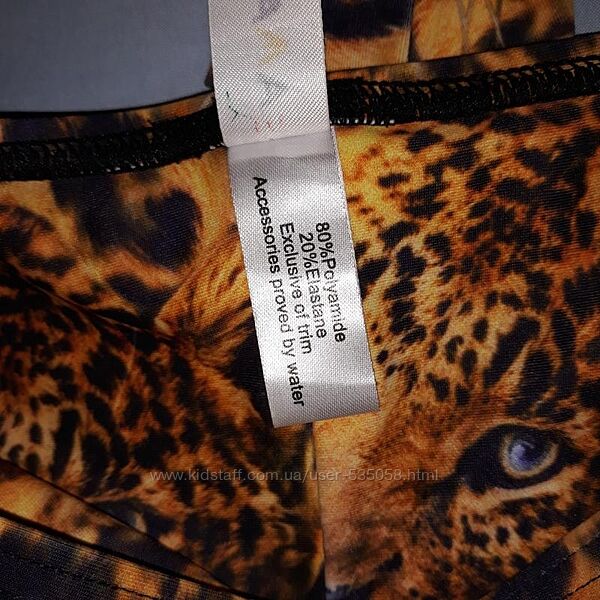 80%Polyamide
20%Elastane
Exclusive of trim
Accessories proved by water
www.kidstaff.com.ua/user-535058.html